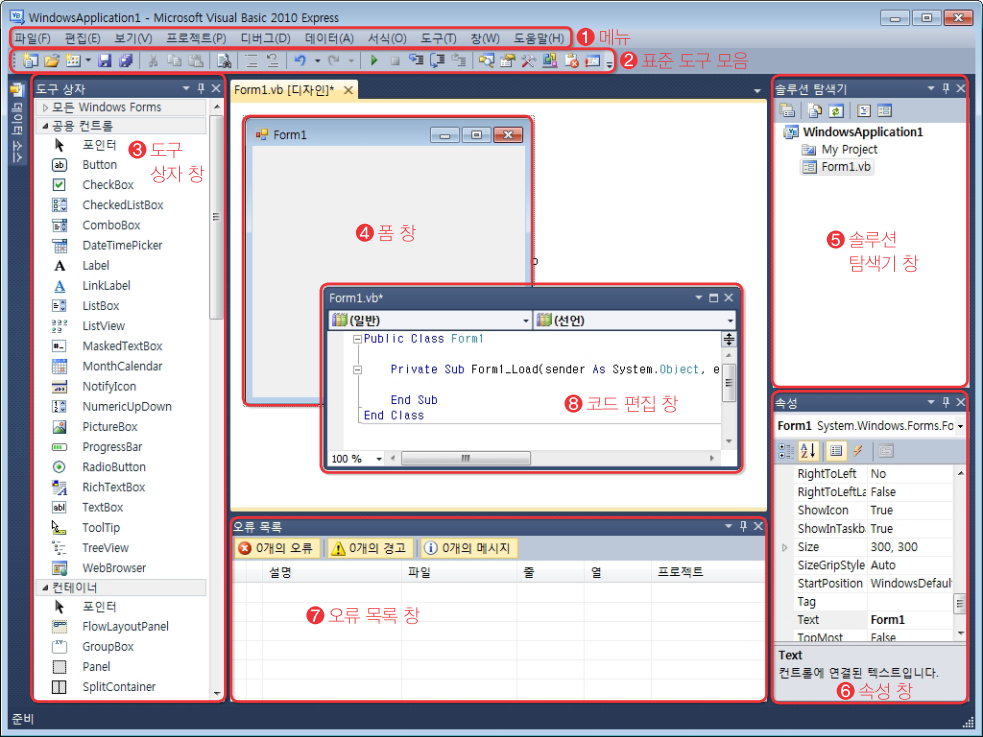 WindowsApplication1 - Microsoft Visual Basic 2010 Express
파일(F) 편집(E) 보기(V) 프로젝트(P) 디버그(D) 데이터(A) 서식(O) 도구(T) 창(W) 도움말(H)
❶ 메뉴
❷ 표준 도구 모음
데이터 소스
도구 상자
모든 Windows Forms
공용 컨트롤
포인터
Button
CheckBox
CheckedListBox
ComboBox
DateTimePicker
Label
LinkLabel
ListBox
ListView
MaskedTextBox
MonthCalendar
NotifyIcon
NumericUpDown
PictureBox
ProgressBar
RadioButton
RichTextBox
TextBox
ToolTip
TreeView
WebBrowser
컨테이너
포인터
FlowLayoutPanel
GroupBox
Panel
SplitContainer
❸ 도구
상자 창
Form1.vb [디자인]*
Form1
❹ 폼 창
Form1.vb*
(일반) (선언)
Public Class Form1
Private Sub Form1_Load(sender As System.Object, e
End Sub
End Class
❽ 코드 편집 창
100 %
오류 목록
0개의 오류 0개의 경고 0개의 메시지
설명 파일 줄 열 프로젝트
❼ 오류 목록 창
솔루션 탐색기
WindowsApplication1
My Project
Form1.vb
❺ 솔루션
탐색기 창
속성
Form1 System.Windows.Forms.Fo
RightToLeft No
RightToLeftLa False
ShowIcon True
ShowInTaskb True
Size 300, 300
SizeGripStyle Auto
StartPosition WindowsDefaul
Tag
Text Form1
TopMost False
Text
컨트롤에 연결된 텍스트입니다.
❻ 속성 창
준비